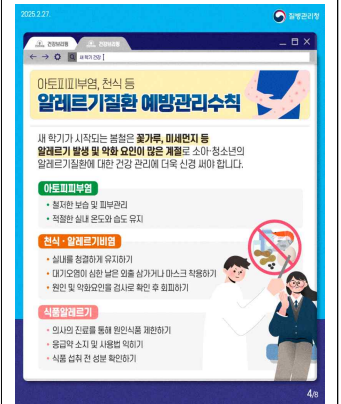 2025.2.27.
질병관리청
새 학기 건강
아토피피부염, 천식 등
알레르기질환 예방관리수칙
새 학기가 시작되는 봄철은 꽃가루, 미세먼지 등
알레르기 발생 및 악화 요인이 많은 계절로 소아·청소년의
알레르기질환에 대한 건강 관리에 더욱 신경 써야 합니다.
아토피피부염
• 철저한 보습 및 피부관리
• 적절한 실내 온도와 습도 유지
천식·알레르기비염
• 실내를 청결하게 유지하기
• 대기오염이 심한 날은 외출 삼가거나 마스크 착용하기
• 원인 및 악화요인을 검사로 확인 후 회피하기
식품알레르기
• 의사의 진료를 통해 원인식품 제한하기
• 응급약 소지 및 사용법 익히기
• 식품 섭취 전 성분 확인하기
4/8